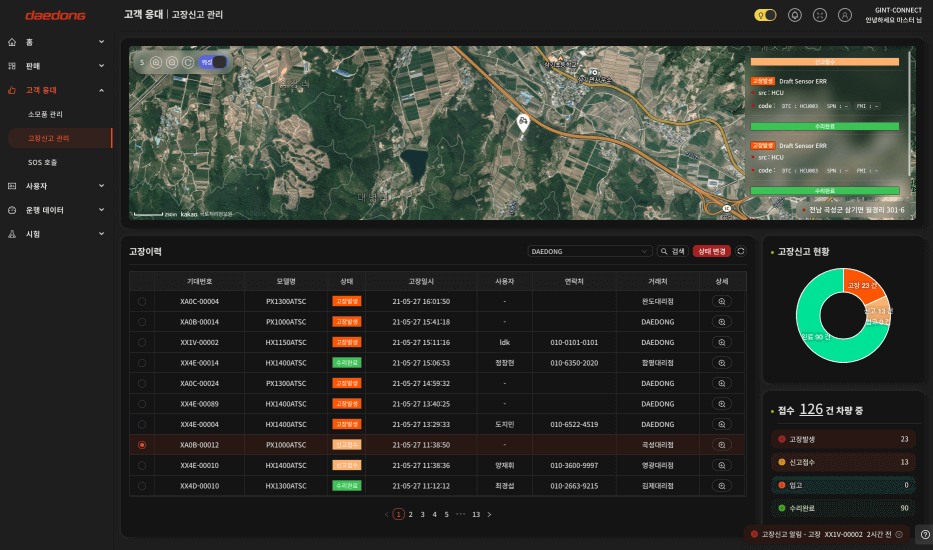 daedong
고객 응대 | 고장신고 관리
GINT-CONNECT
안녕하세요 마스터 님
홈
판매
고객 응대
소모품 관리
고장신고 관리
SOS 호출
사용자
운행 데이터
시험
5
위성
250m kakao
신고접수
고장발생 Draft Sensor ERR
src : HCU
code : DTC : HCU003 SPN : - FMI : -
수리완료
고장발생 Draft Sensor ERR
src : HCU
code : DTC : HCU003 SPN : - FMI : -
수리완료
전남 곡성군 삼기면 월경리 301-6
고장이력
DAEDONG 검색 상태 변경
기대번호 모델명 상태 고장일시 사용자 연락처 거래처 상세
XA0C-00004 PX1300ATSC 고장발생 21-05-27 16:01:50 - 완도대리점
XA0B-00014 PX1000ATSC 고장발생 21-05-27 15:41:18 - DAEDONG
XX1V-00002 HX1150ATSC 고장발생 21-05-27 15:11:16 ldk 010-0101-0101 DAEDONG
XX4E-00014 HX1400ATSC 수리완료 21-05-27 15:06:53 정창현 010-6350-2020 함평대리점
XA0C-00024 PX1300ATSC 고장발생 21-05-27 14:59:32 - DAEDONG
XX4E-00089 HX1400ATSC 고장발생 21-05-27 13:40:25 - DAEDONG
XX4E-00004 HX1400ATSC 고장발생 21-05-27 13:29:33 도지민 010-6522-4519 DAEDONG
XA0B-00012 PX1000ATSC 신고접수 21-05-27 11:38:50 - 곡성대리점
XX4E-00010 HX1400ATSC 신고접수 21-05-27 11:38:36 양재휘 010-3600-9997 영광대리점
XX4D-00010 HX1300ATSC 수리완료 21-05-27 11:12:12 최경섭 010-2663-9215 김제대리점
< 1 2 3 4 5 ··· 13 >
고장신고 현황
고장 23 건
신고 13 건
입고 0 건
완료 90 건
접수 126 건 차량 중
고장발생 23
신고접수 13
입고 0
수리완료 90
고장신고 알림 - 고장 XX1V-00002 2시간 전